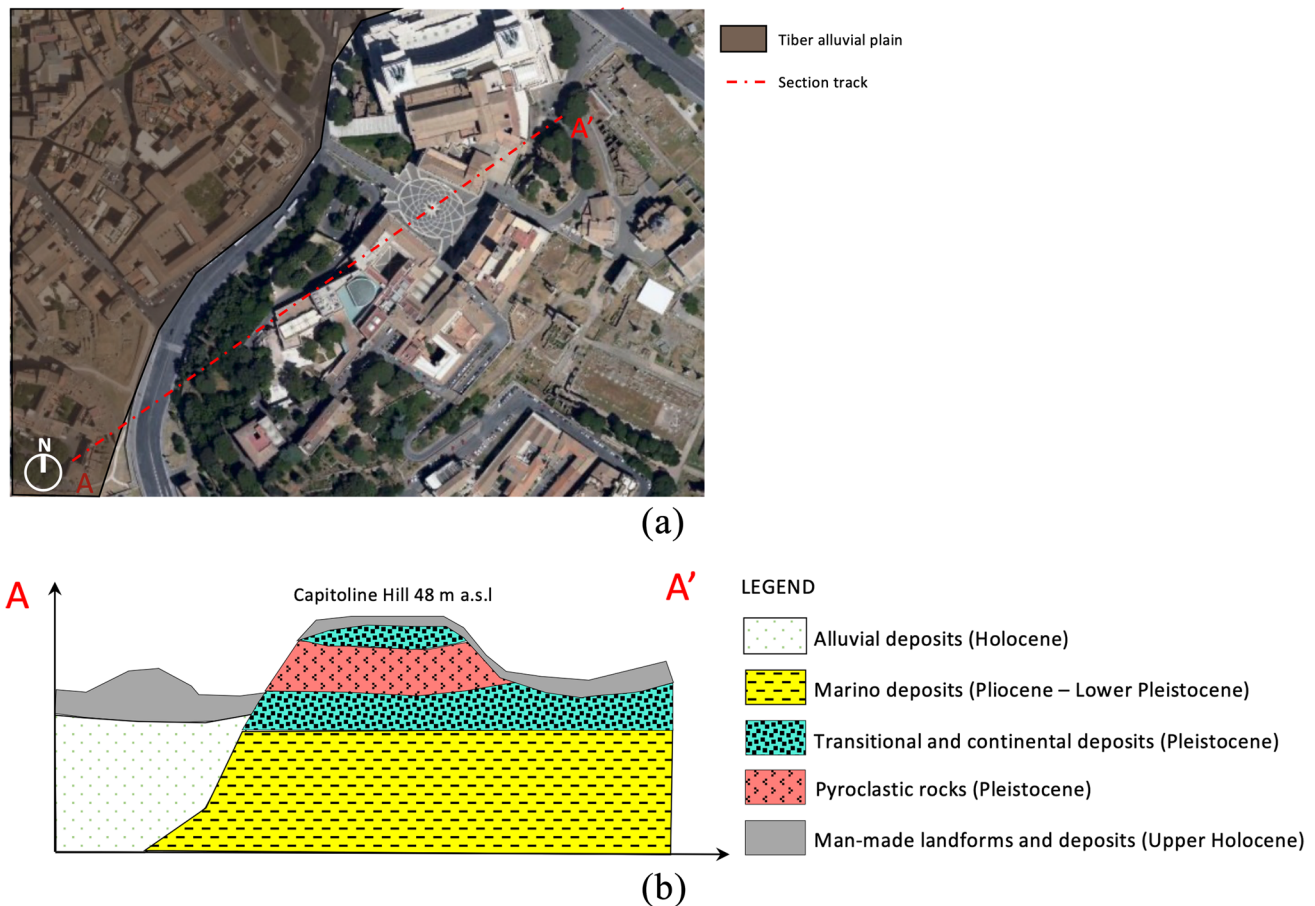 Tiber alluvial plain
Section track
A'
N
A
(a)
A
A’
Capitoline Hill 48 m a.s.l
LEGEND
Alluvial deposits (Holocene)
Marino deposits (Pliocene – Lower Pleistocene)
Transitional and continental deposits (Pleistocene)
Pyroclastic rocks (Pleistocene)
Man-made landforms and deposits (Upper Holocene)
(b)